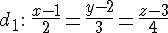 d₁: (x−1)/2 = (y−2)/3 = (z−3)/4